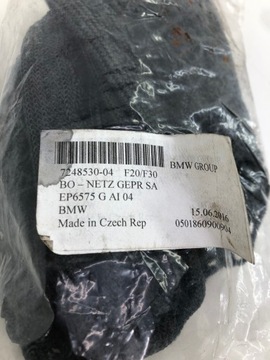 7248530-04 F20/F30 BMW GROUP
BO - NETZ GEPR SA
EP6575 G AI 04
BMW 15.06.2016
Made in Czech Rep 0501860900904